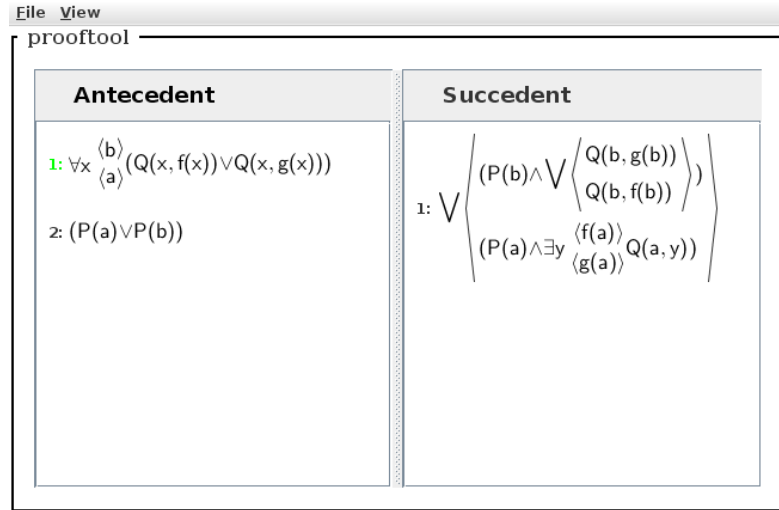 File View
prooftool
Antecedent
1: ∀x ⟨b⟩ ⟨a⟩ (Q(x, f(x))∨Q(x, g(x)))
2: (P(a)∨P(b))
Succedent
1: ⋁
(P(b)∧ ⋁ ⟨Q(b, g(b))
Q(b, f(b))⟩)
(P(a)∧∃y ⟨f(a)⟩ ⟨g(a)⟩ Q(a, y))